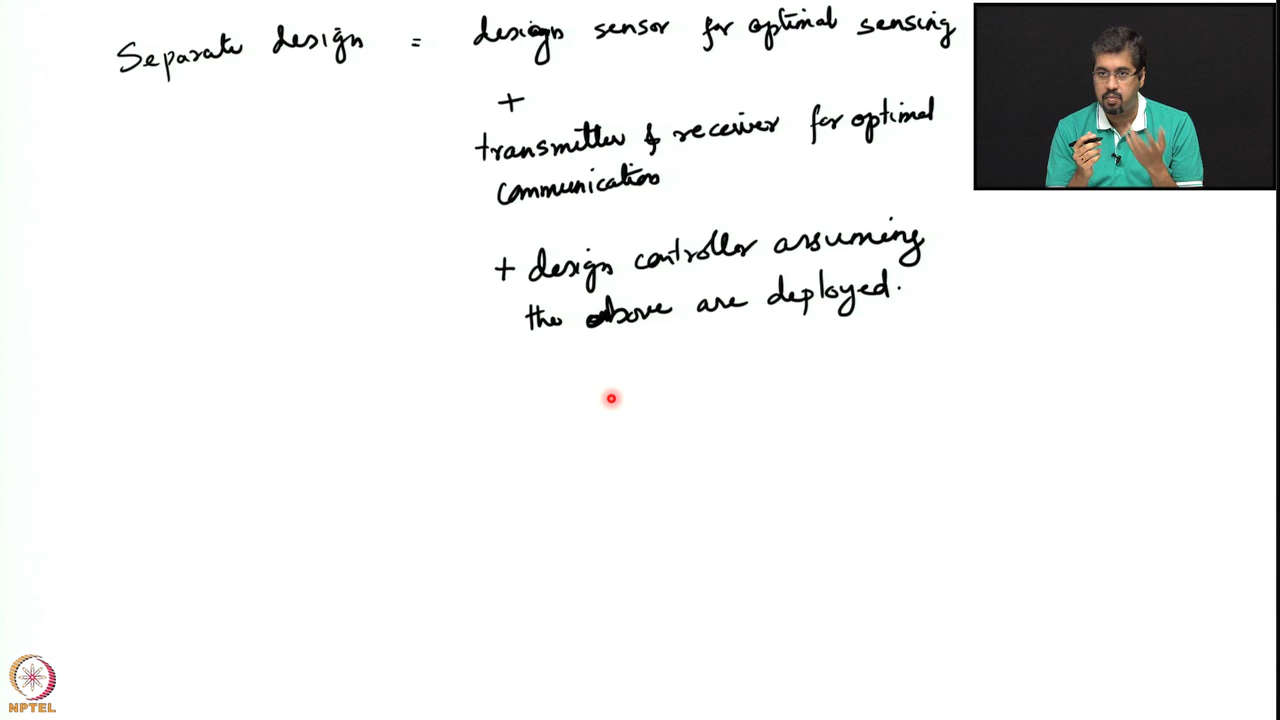 Separate design = design sensor for optimal sensing
+
transmitter & receiver for optimal
communication
+ design controller assuming
the above are deployed.
NPTEL